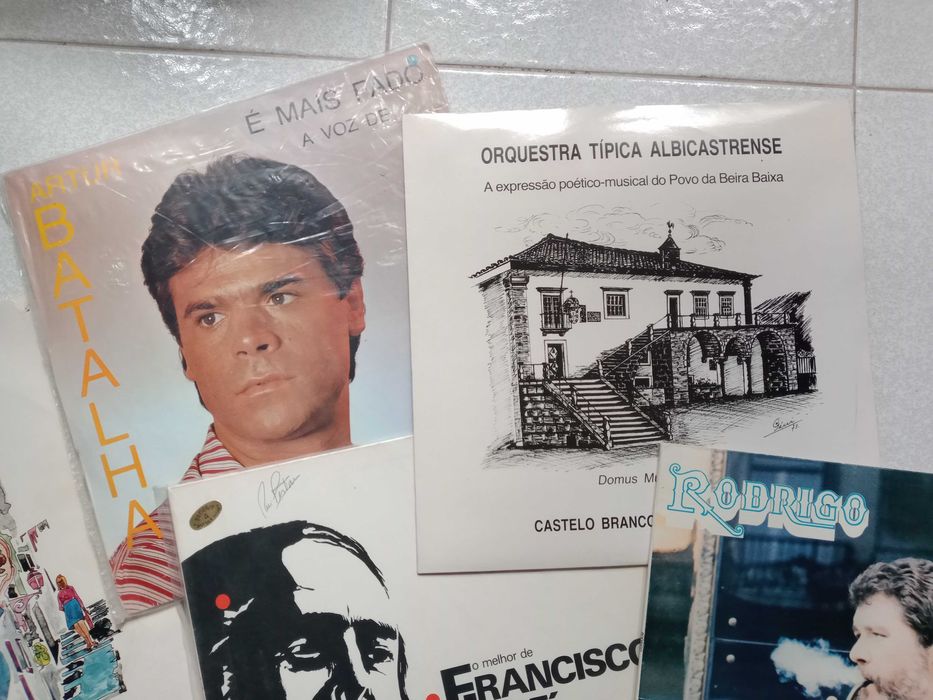 É MAIS FADO
A VOZ DE
ARTUR
BATALHA
ORQUESTRA TÍPICA ALBICASTRENSE
A expressão poético-musical do Povo da Beira Baixa
Domus
CASTELO BRANCO
RODRIGO
o melhor de
FRANCISCO